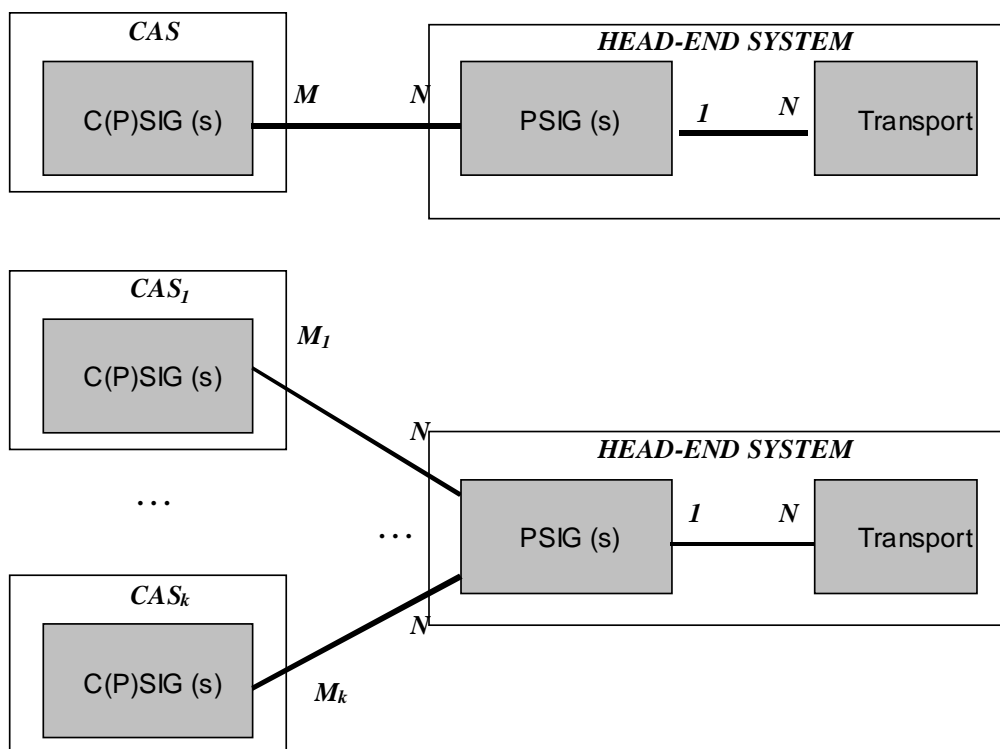 CAS
HEAD-END SYSTEM
C(P)SIG (s)
M
N
PSIG (s)
1
N
Transport
CAS1
C(P)SIG (s)
M1
N
...
...
HEAD-END SYSTEM
PSIG (s)
1
N
Transport
CASk
C(P)SIG (s)
N
Mk